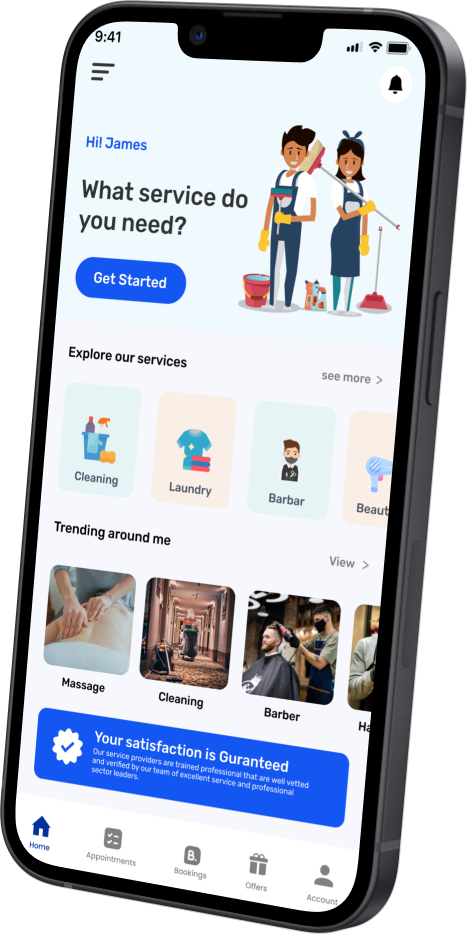 9:41
Hi! James
What service do
you need?
Get Started
Explore our services
see more >
Cleaning
Laundry
Barbar
Beaut
Trending around me
View >
Massage
Cleaning
Barber
Ha
Your satisfaction is Guranteed
Our service providers are trained professional that are well vetted
and verified by our team of excellent service and professional
sector leaders.
Home
Appointments
B.
Bookings
Offers
Account